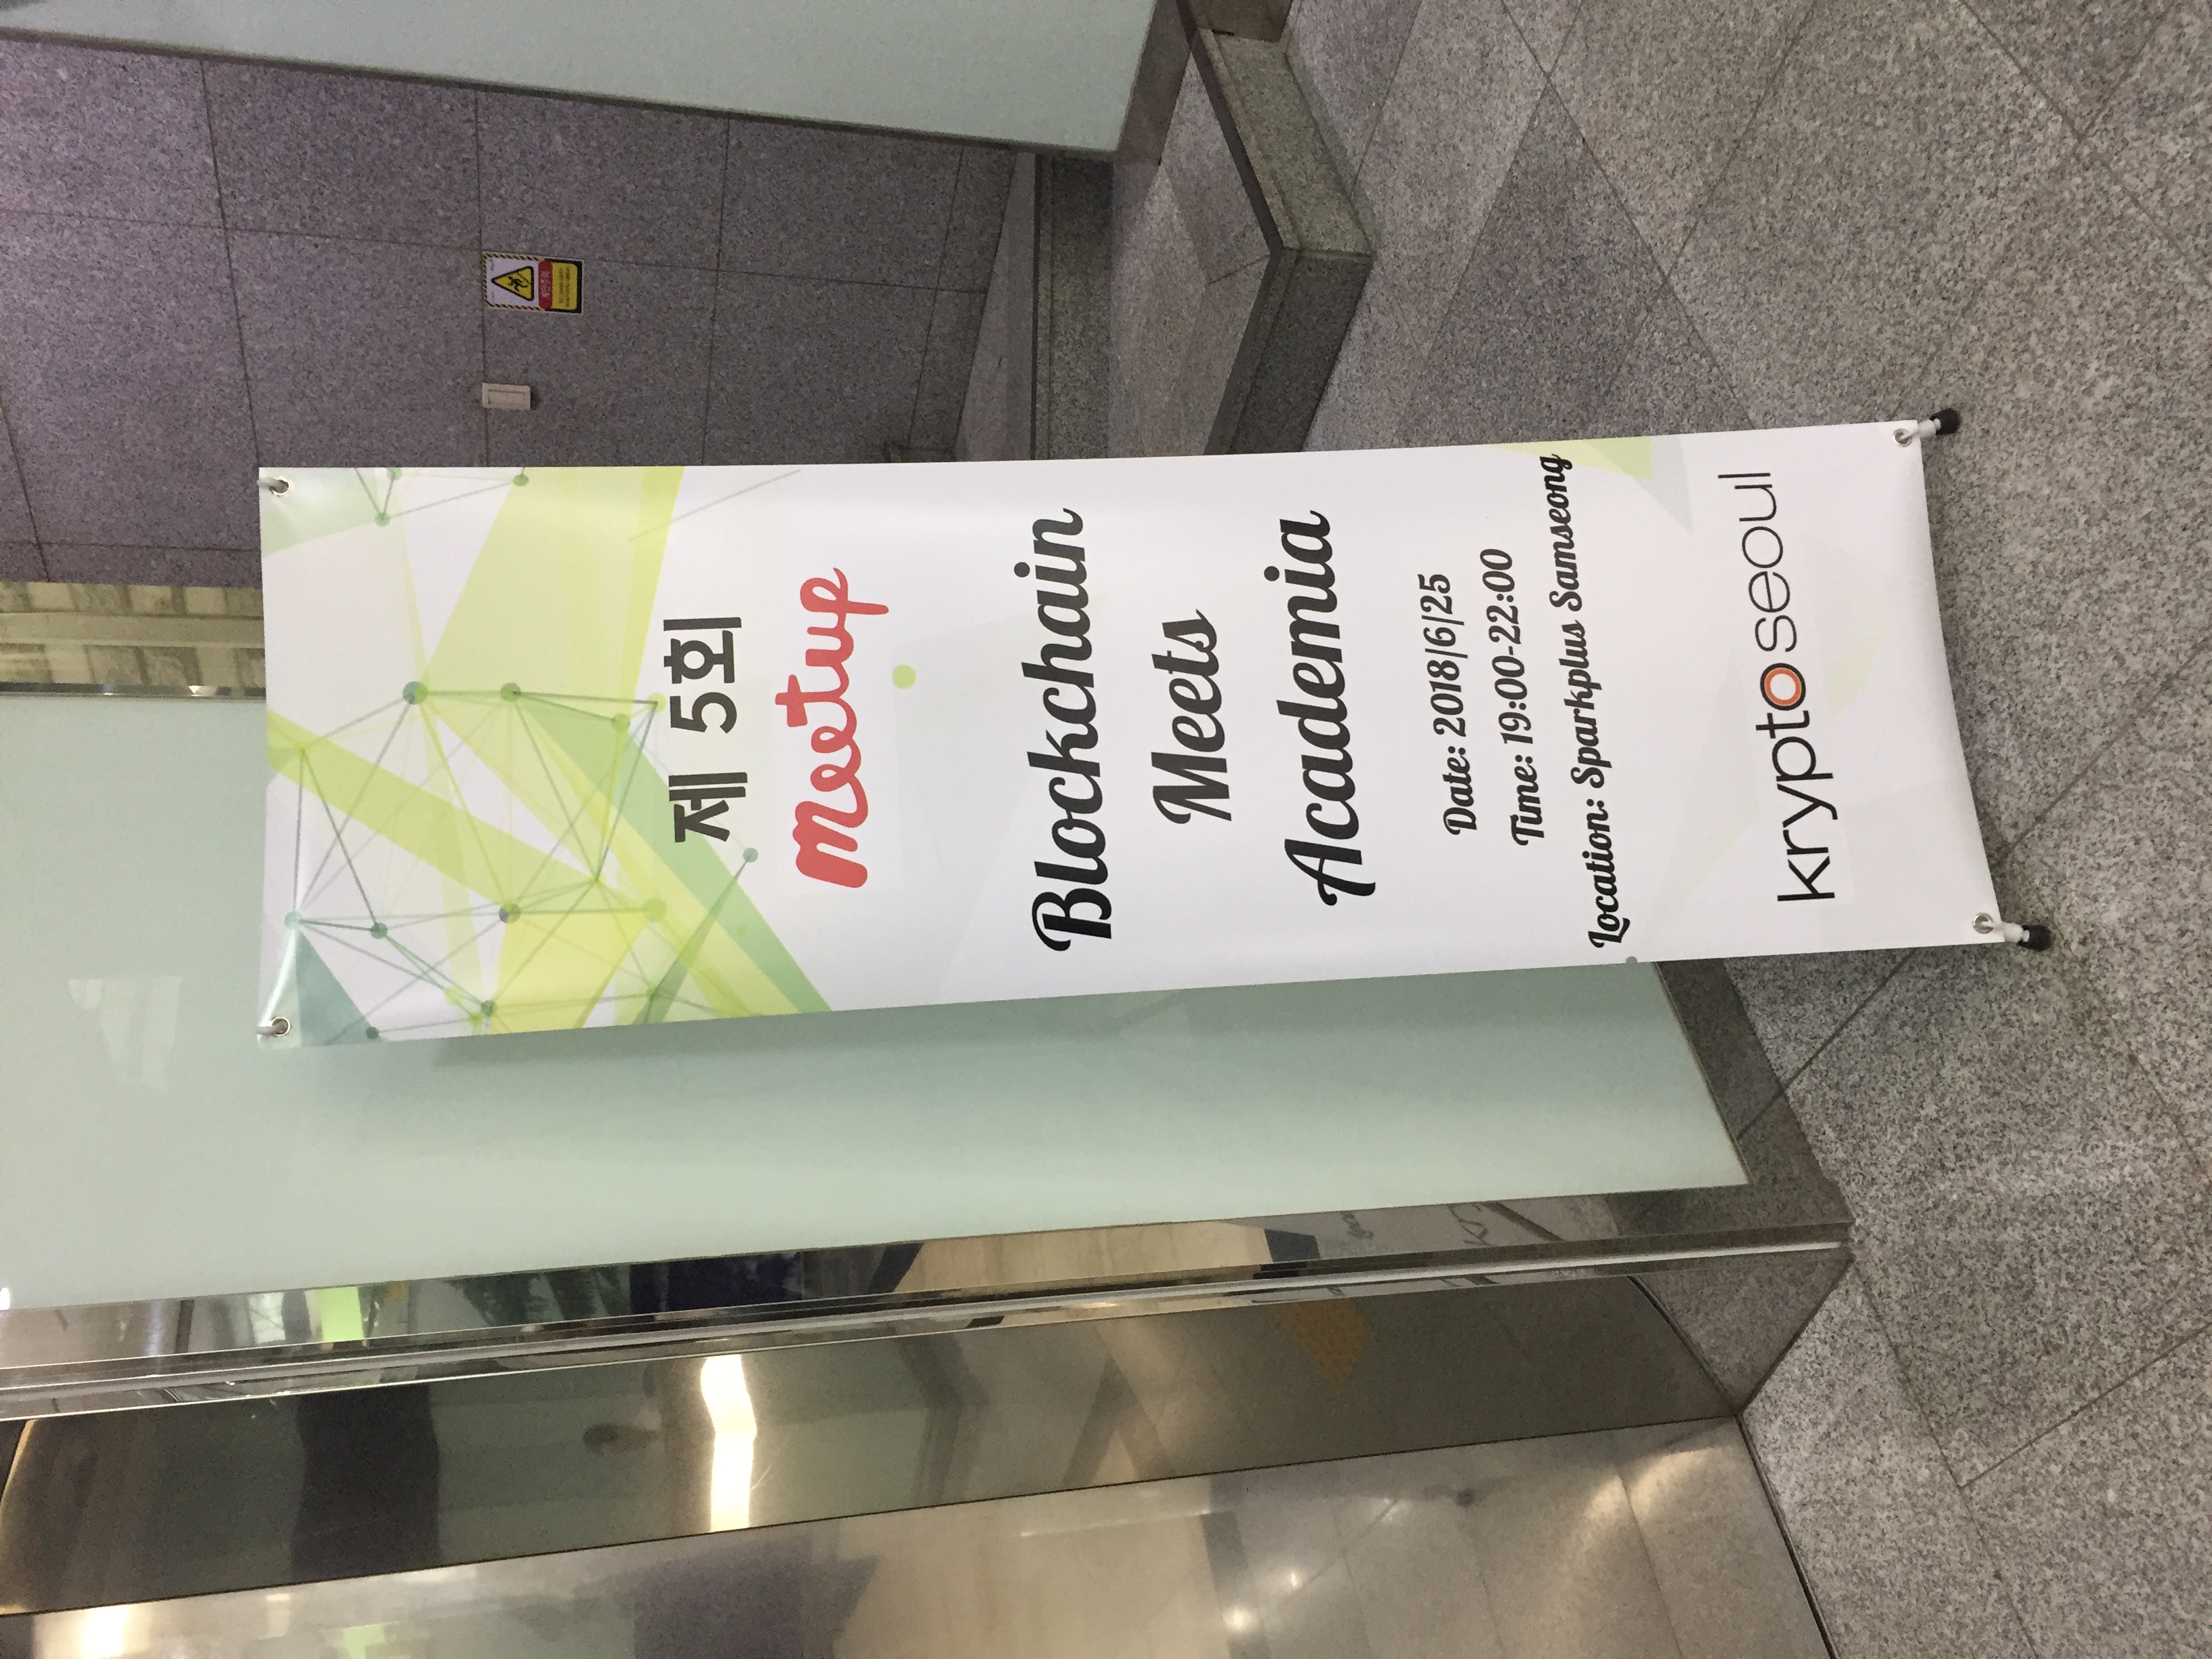 제 5회
meetup
Blockchain
Meets
Academia
Date: 2018/6/25
Time: 19:00-22:00
Location: Sparkplus Samseong
kryptoseoul